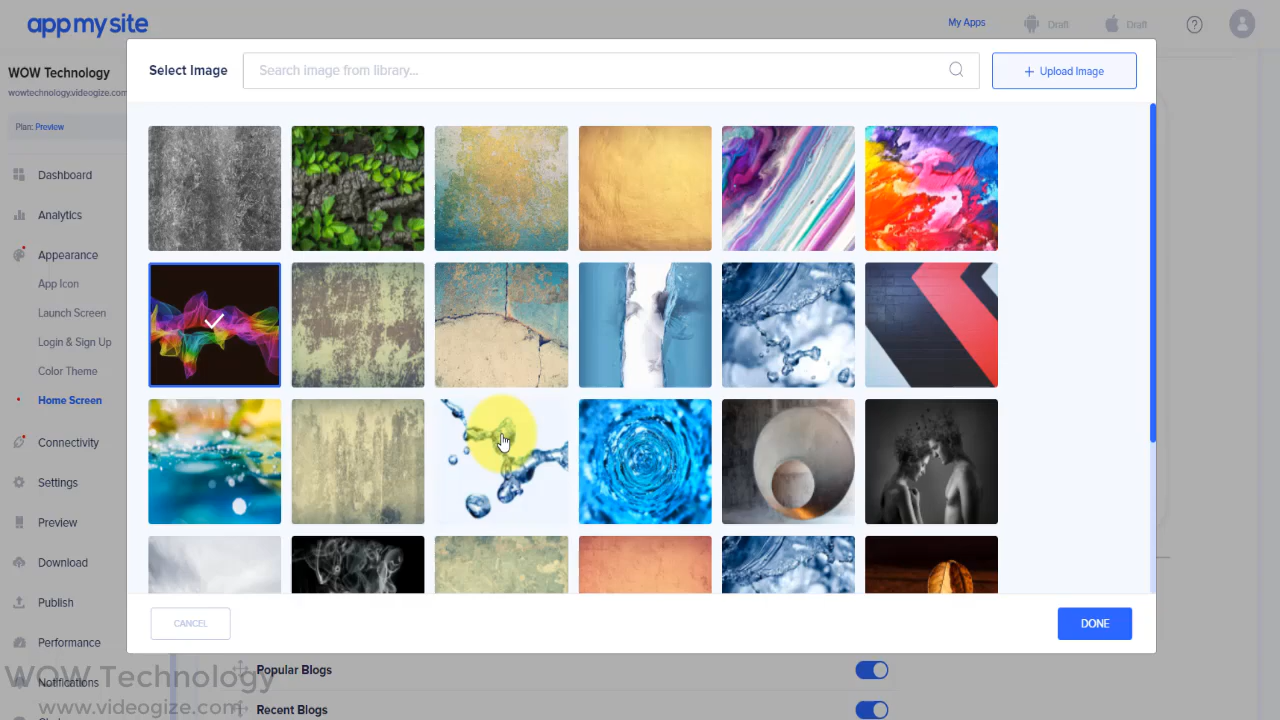 appmysite
My Apps
Draft
Draft
WOW Technology
wowtechnology.videogize.com
Plan: Preview
Dashboard
Analytics
Appearance
App Icon
Launch Screen
Login & Sign Up
Color Theme
Home Screen
Connectivity
Settings
Preview
Download
Publish
Performance
Notifications
Select Image
Search image from library...
+ Upload Image
CANCEL
DONE
Popular Blogs
Recent Blogs
WOW Technology
www.videogize.com